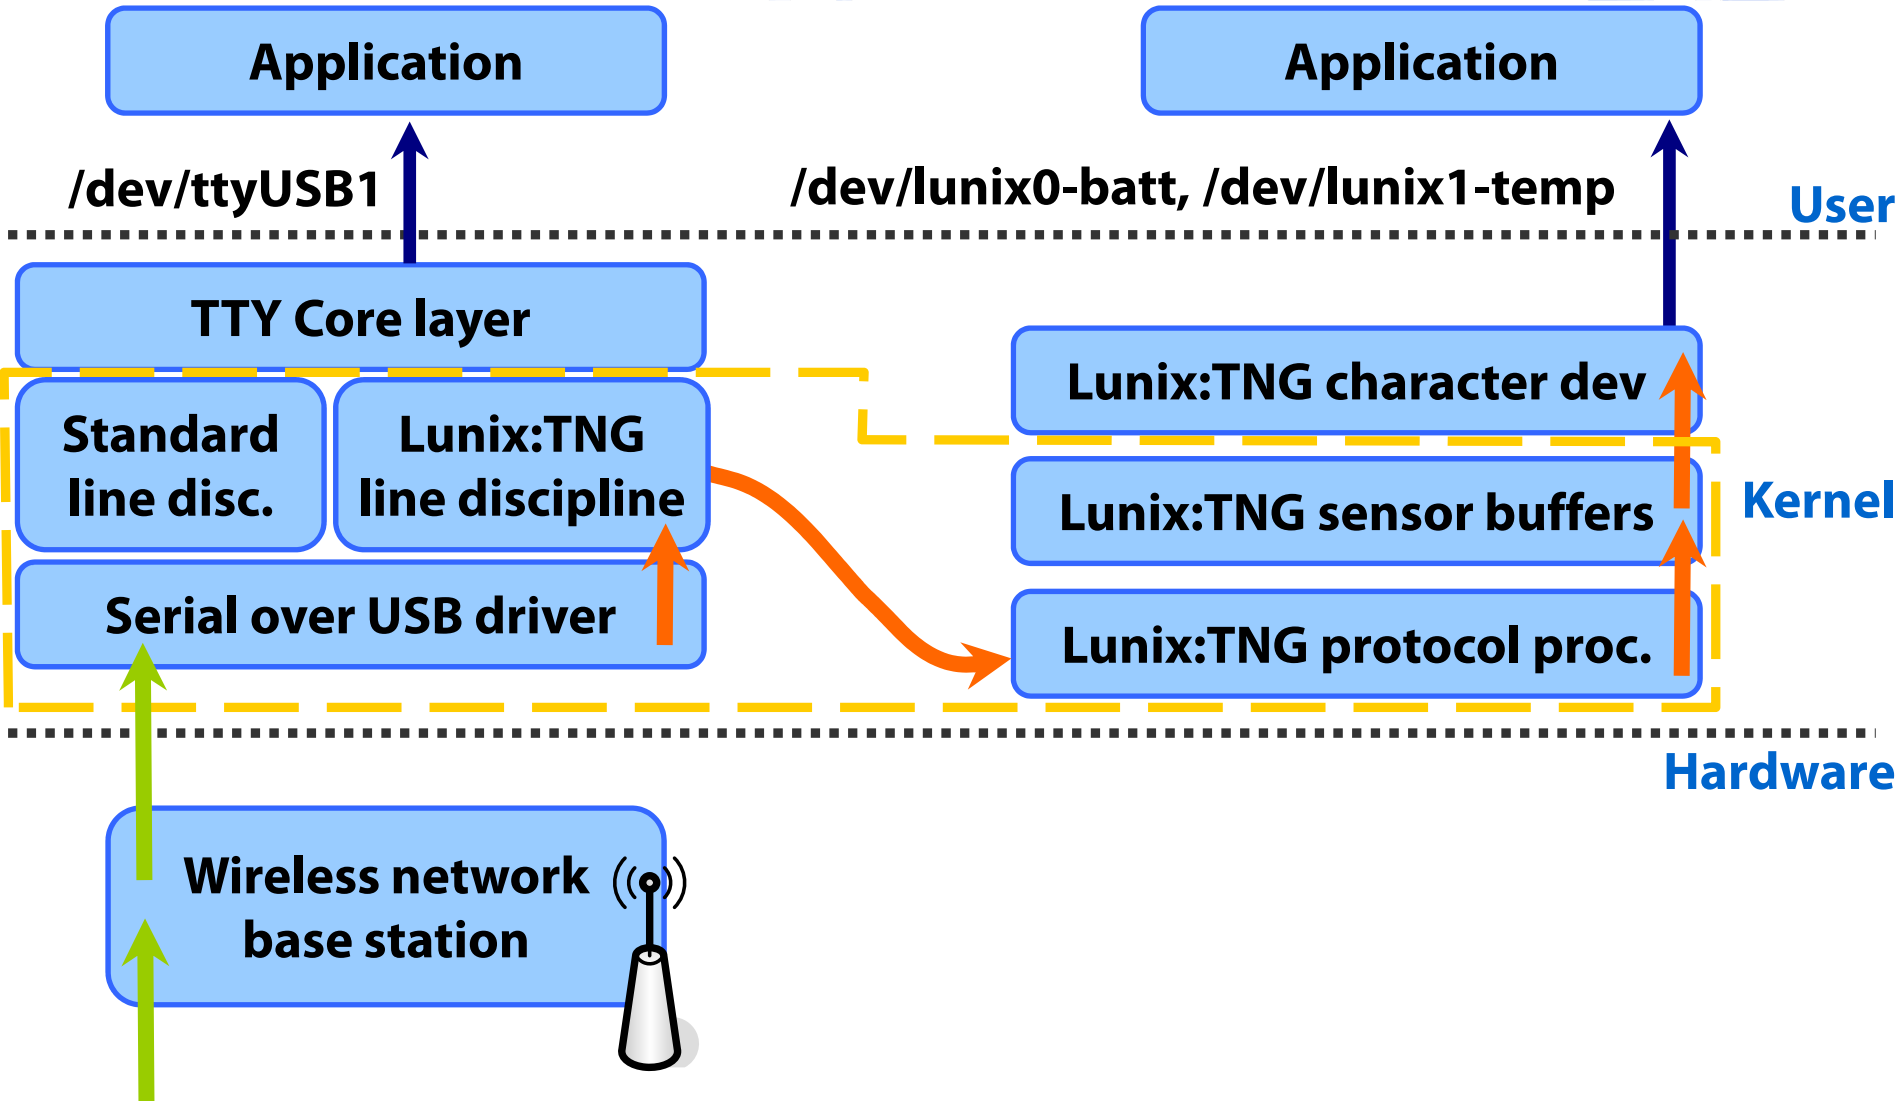 Application
Application
/dev/ttyUSB1
/dev/lunix0-batt, /dev/lunix1-temp
User
TTY Core layer
Standard
line disc.
Lunix:TNG
line discipline
Serial over USB driver
Lunix:TNG character dev
Lunix:TNG sensor buffers
Lunix:TNG protocol proc.
Kernel
Hardware
Wireless network
base station